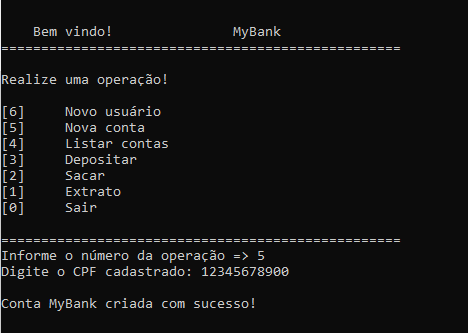 Bem vindo! MyBank
==================================================
Realize uma operação!
[6] Novo usuário
[5] Nova conta
[4] Listar contas
[3] Depositar
[2] Sacar
[1] Extrato
[0] Sair
==================================================
Informe o número da operação => 5
Digite o CPF cadastrado: 12345678900
Conta MyBank criada com sucesso!